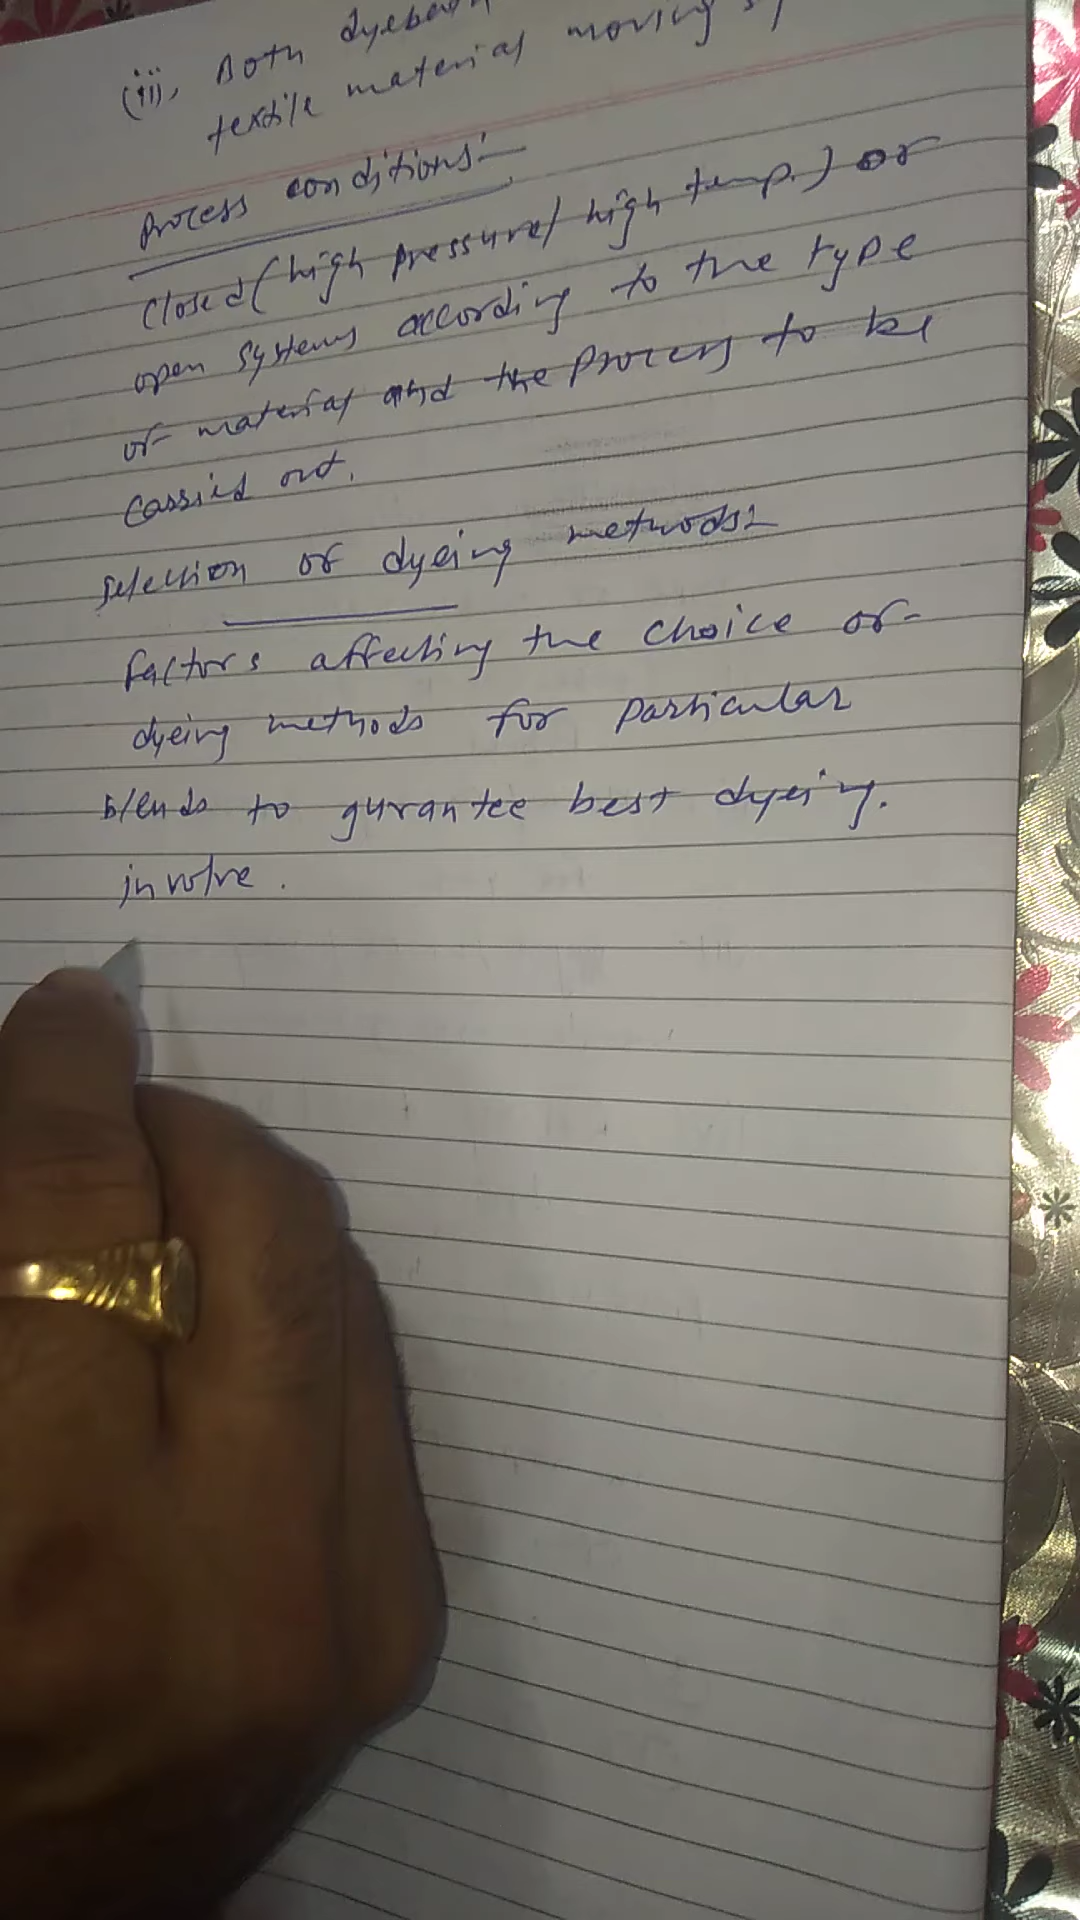 (iii), Both dyebath
textile material moving
Process conditions:-
Closed (high pressure/high temp.) or
open systems according to the type
of material and the process to be
carried out.
Selection of dyeing methods:-
Factors affecting the choice of
dyeing methods for particular
blends to gurantee best dyeing.
involve.